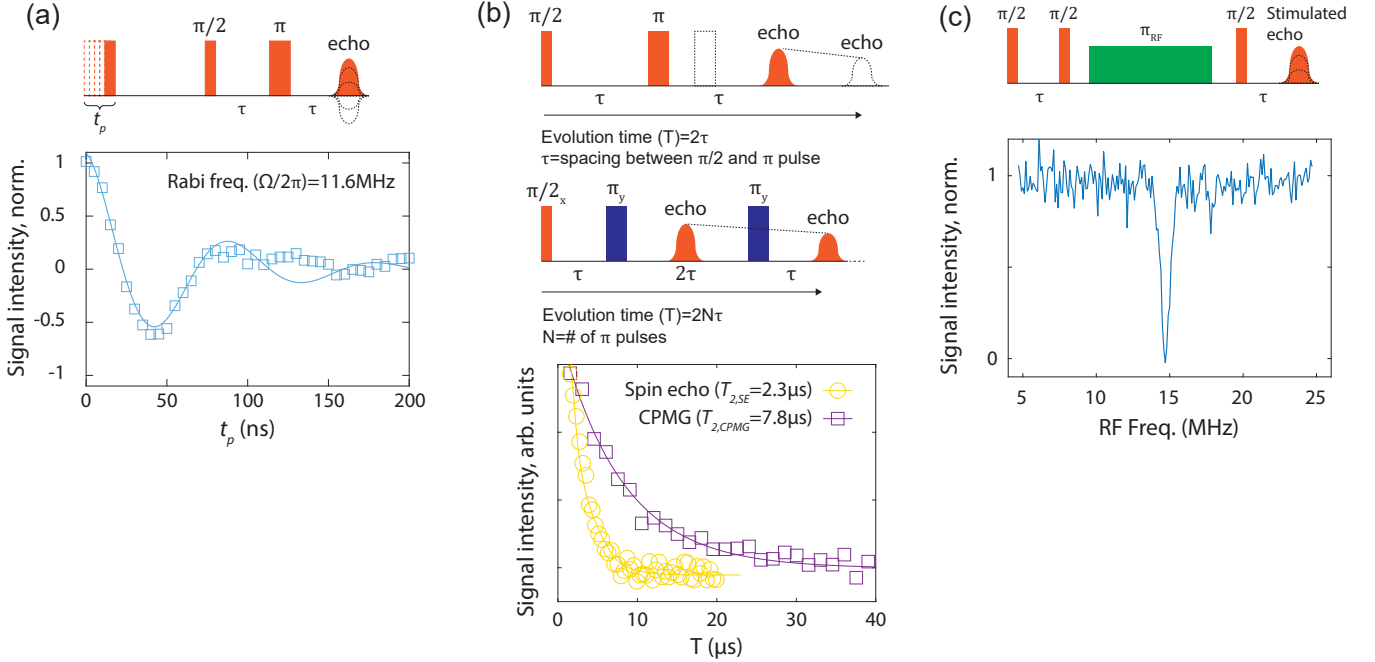 (a)
π/2
π
echo
τ
τ
t_p
1
0.5
0
-0.5
-1
Signal intensity, norm.
Rabi freq. (Ω/2π)=11.6MHz
0
50
100
150
200
t_p (ns)
(b)
π/2
π
echo
echo
τ
τ
Evolution time (T)=2τ
τ=spacing between π/2 and π pulse
π/2_x
π_y
echo
π_y
echo
τ
2τ
τ
Evolution time (T)=2Nτ
N=# of π pulses
Signal intensity, arb. units
Spin echo (T_2,SE=2.3μs)
CPMG (T_2,CPMG=7.8μs)
10
20
30
40
T (μs)
(c)
π/2
π/2
π_RF
π/2
Stimulated
echo
τ
τ
Signal intensity, norm.
1
0
5
10
15
20
25
RF Freq. (MHz)